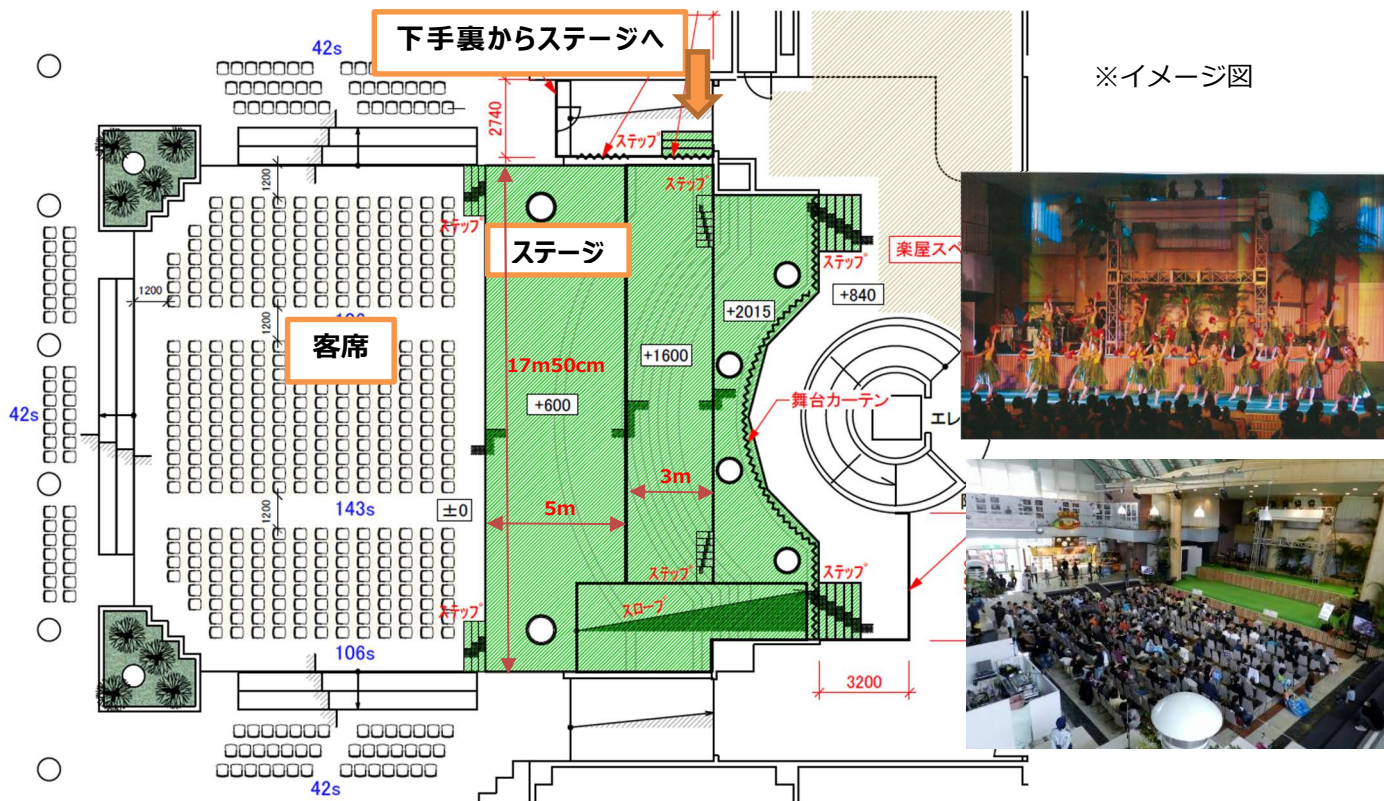 下手裏からステージへ
※イメージ図
42s
2740
ステップ
ステップ
1200
ステップ
ステージ
ステップ
楽屋スペ
+840
1200
1200
客席
+2015
+1600
17m50cm
+600
舞台カーテン
エレ
42s
3m
5m
143s
±0
1200
ステップ
ステップ
ステップ
スロープ
106s
3200
42s